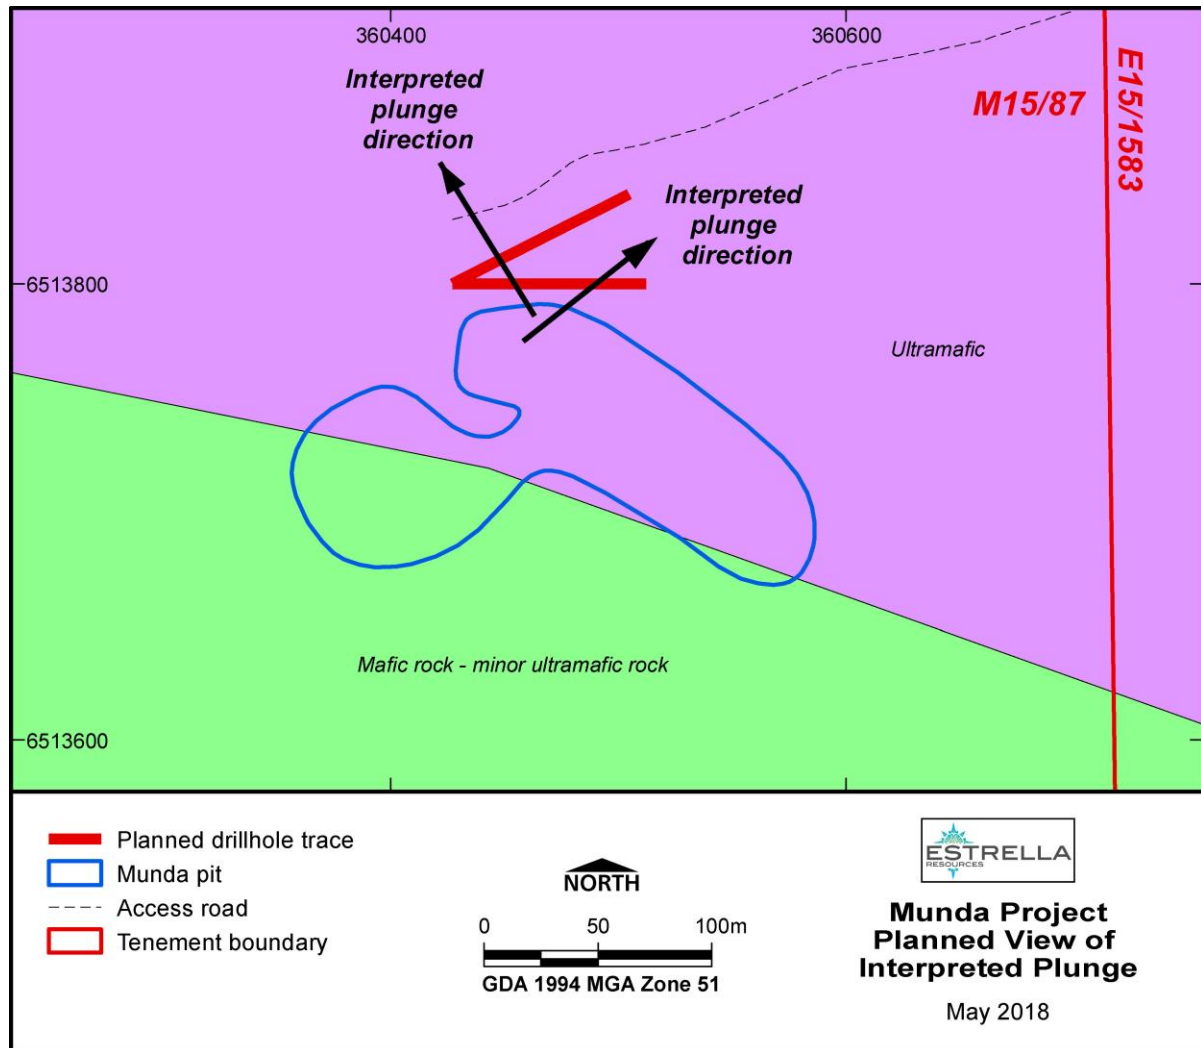 360400
360600
Interpreted
plunge
direction
M15/87
E15/1583
Interpreted
plunge
direction
6513800
Ultramafic
Mafic rock - minor ultramafic rock
6513600
Planned drillhole trace
Munda pit
Access road
Tenement boundary
NORTH
0 50 100m
GDA 1994 MGA Zone 51
ESTRELLA
RESOURCES
Munda Project
Planned View of
Interpreted Plunge
May 2018